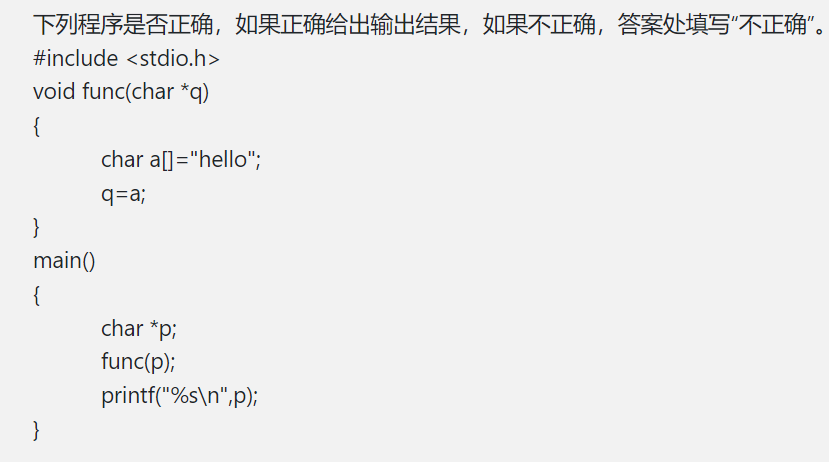 下列程序是否正确，如果正确给出输出结果，如果不正确，答案处填写“不正确”。
#include <stdio.h>
void func(char *q)
{
char a[]="hello";
q=a;
}
main()
{
char *p;
func(p);
printf("%s\n",p);
}